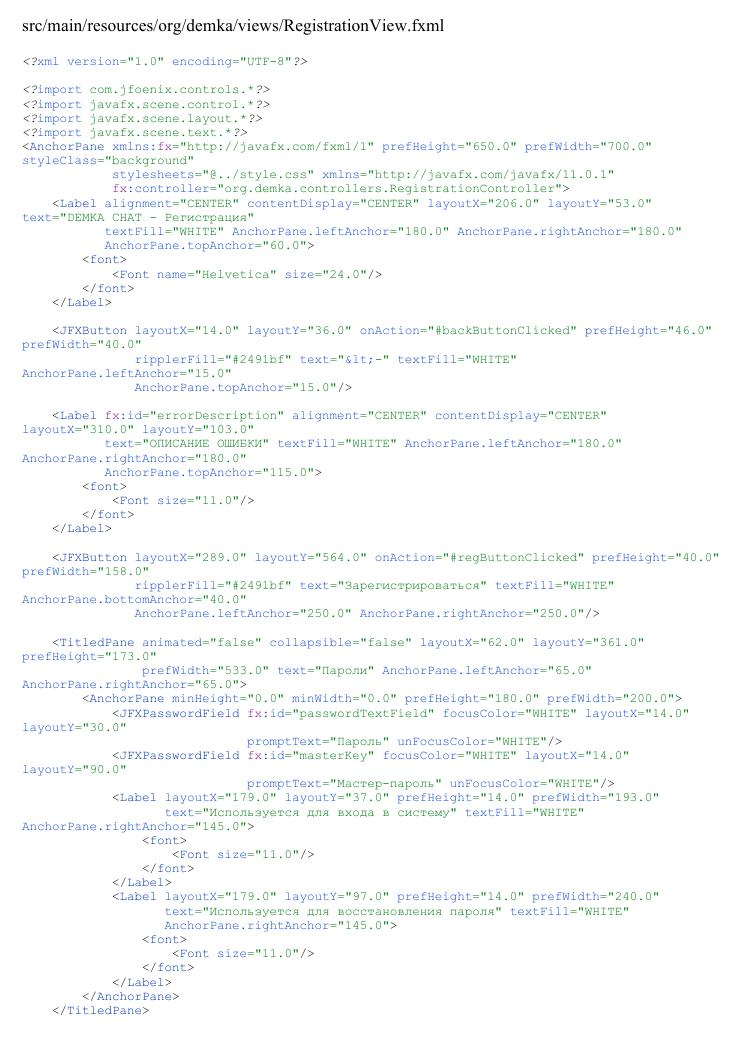 src/main/resources/org/demka/views/RegistrationView.fxml
<?xml version="1.0" encoding="UTF-8"?>
<?import com.jfoenix.controls.*?>
<?import javafx.scene.control.*?>
<?import javafx.scene.layout.*?>
<?import javafx.scene.text.*?>
<AnchorPane xmlns:fx="http://javafx.com/fxml/1" prefHeight="650.0" prefWidth="700.0"
styleClass="background"
            stylesheets="@../style.css" xmlns="http://javafx.com/javafx/11.0.1"
            fx:controller="org.demka.controllers.RegistrationController">
    <Label alignment="CENTER" contentDisplay="CENTER" layoutX="206.0" layoutY="53.0"
text="DEMKA CHAT - Регистрация"
           textFill="WHITE" AnchorPane.leftAnchor="180.0" AnchorPane.rightAnchor="180.0"
           AnchorPane.topAnchor="60.0">
        <font>
            <Font name="Helvetica" size="24.0"/>
        </font>
    </Label>
    <JFXButton layoutX="14.0" layoutY="36.0" onAction="#backButtonClicked" prefHeight="46.0"
prefWidth="40.0"
               ripplerFill="#2491bf" text="&lt;-" textFill="WHITE"
AnchorPane.leftAnchor="15.0"
               AnchorPane.topAnchor="15.0"/>
    <Label fx:id="errorDescription" alignment="CENTER" contentDisplay="CENTER"
layoutX="310.0" layoutY="103.0"
           text="ОПИСАНИЕ ОШИБКИ" textFill="WHITE" AnchorPane.leftAnchor="180.0"
AnchorPane.rightAnchor="180.0"
           AnchorPane.topAnchor="115.0">
        <font>
            <Font size="11.0"/>
        </font>
    </Label>
    <JFXButton layoutX="289.0" layoutY="564.0" onAction="#regButtonClicked" prefHeight="40.0"
prefWidth="158.0"
               ripplerFill="#2491bf" text="Зарегистрироваться" textFill="WHITE"
AnchorPane.bottomAnchor="40.0"
               AnchorPane.leftAnchor="250.0" AnchorPane.rightAnchor="250.0"/>
    <TitledPane animated="false" collapsible="false" layoutX="62.0" layoutY="361.0"
prefHeight="173.0"
                prefWidth="533.0" text="Пароли" AnchorPane.leftAnchor="65.0"
AnchorPane.rightAnchor="65.0">
        <AnchorPane minHeight="0.0" minWidth="0.0" prefHeight="180.0" prefWidth="200.0">
            <JFXPasswordField fx:id="passwordTextField" focusColor="WHITE" layoutX="14.0"
layoutY="30.0"
                              promptText="Пароль" unFocusColor="WHITE"/>
            <JFXPasswordField fx:id="masterKey" focusColor="WHITE" layoutX="14.0"
layoutY="90.0"
                              promptText="Мастер-пароль" unFocusColor="WHITE"/>
            <Label layoutX="179.0" layoutY="37.0" prefHeight="14.0" prefWidth="193.0"
                   text="Используется для входа в систему" textFill="WHITE"
AnchorPane.rightAnchor="145.0">
                <font>
                    <Font size="11.0"/>
                </font>
            </Label>
            <Label layoutX="179.0" layoutY="97.0" prefHeight="14.0" prefWidth="240.0"
                   text="Используется для восстановления пароля" textFill="WHITE"
                   AnchorPane.rightAnchor="145.0">
                <font>
                    <Font size="11.0"/>
                </font>
            </Label>
        </AnchorPane>
    </TitledPane>